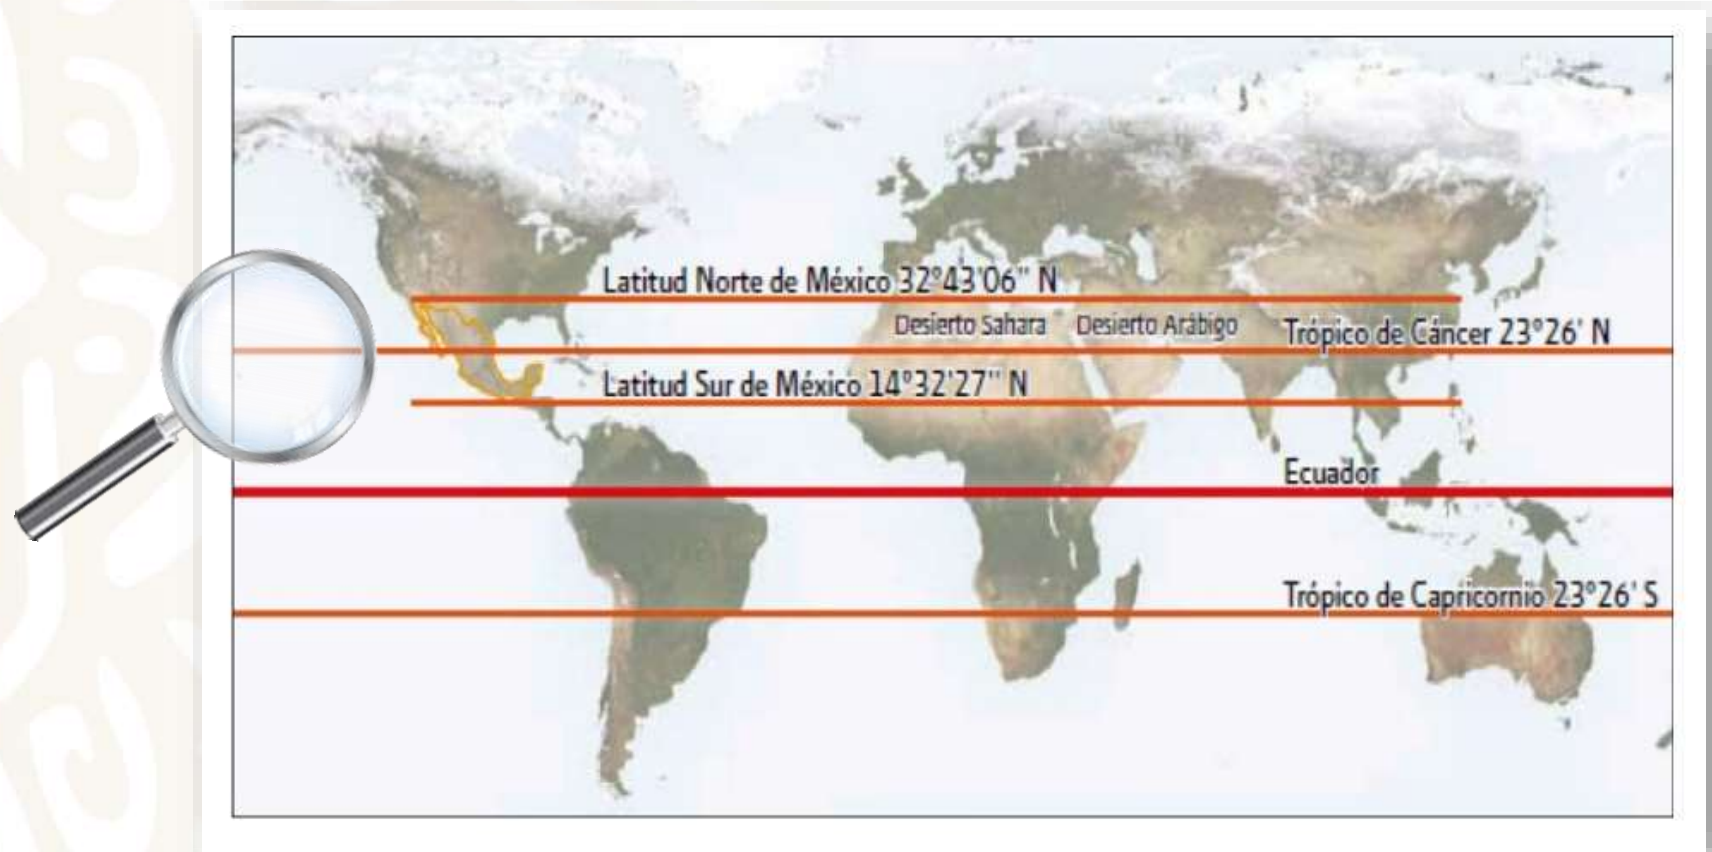 Latitud Norte de México 32°43'06'' N
Desierto Sahara
Desierto Arábigo
Trópico de Cáncer 23°26' N
Latitud Sur de México 14°32'27'' N
Ecuador
Trópico de Capricornio 23°26' S